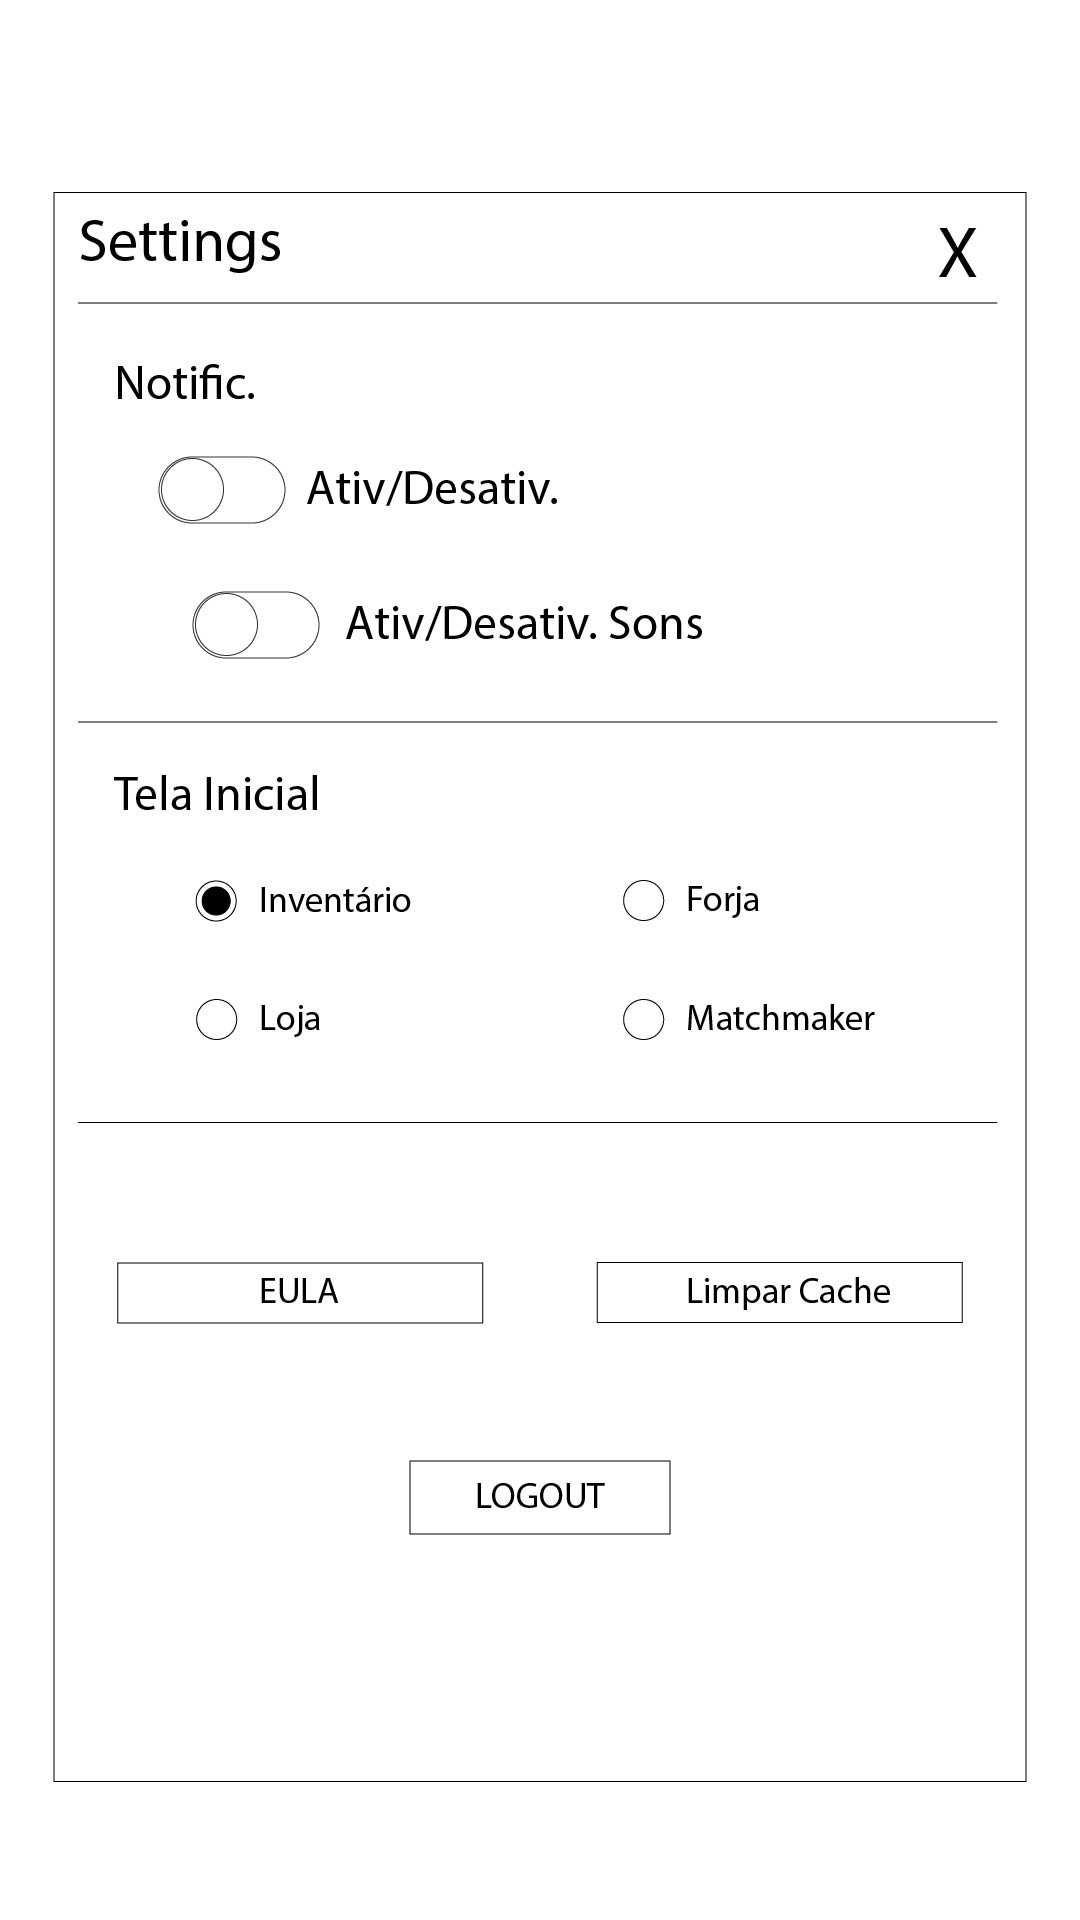 Settings X
Notific.
Ativ/Desativ.
Ativ/Desativ. Sons
Tela Inicial
Inventário Forja
Loja Matchmaker
EULA Limpar Cache
LOGOUT